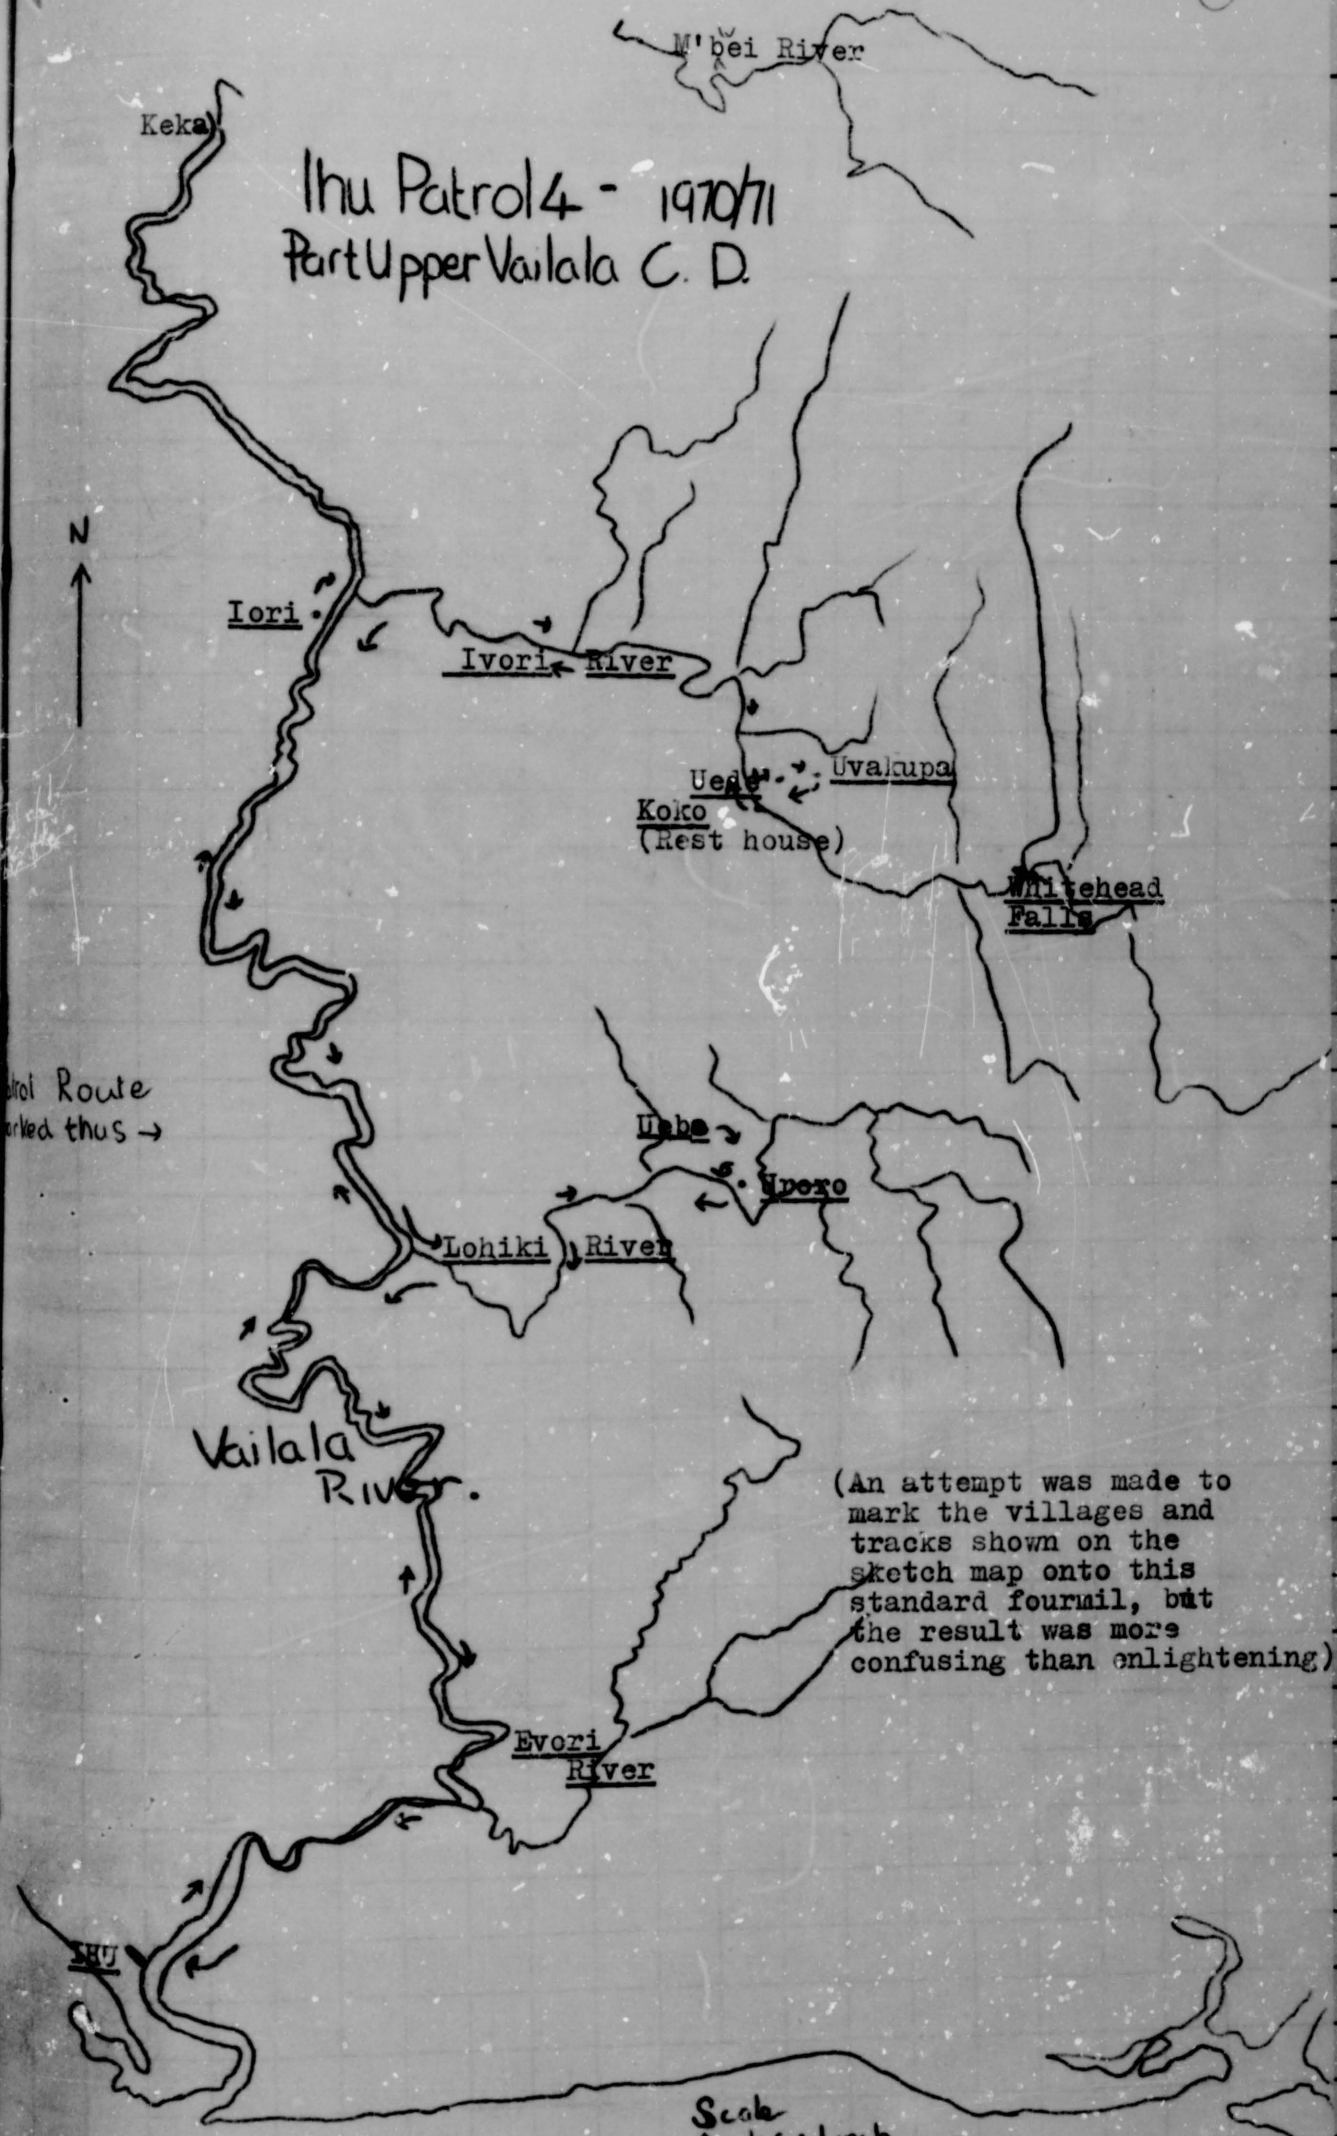 M'bei River
Keka
Ihu Patrol 4 - 1970/71
Part Upper Vailala C. D.
N
Iori
Ivori River
Uvakupa
Koko
(Rest house)
Whitehead
Falls
Route
thus →
Lohiki River
Vailala
River.
(An attempt was made to
mark the villages and
tracks shown on the
sketch map onto this
standard fourmil, but
the result was more
confusing than enlightening)
Evori
River
IHU
Scale